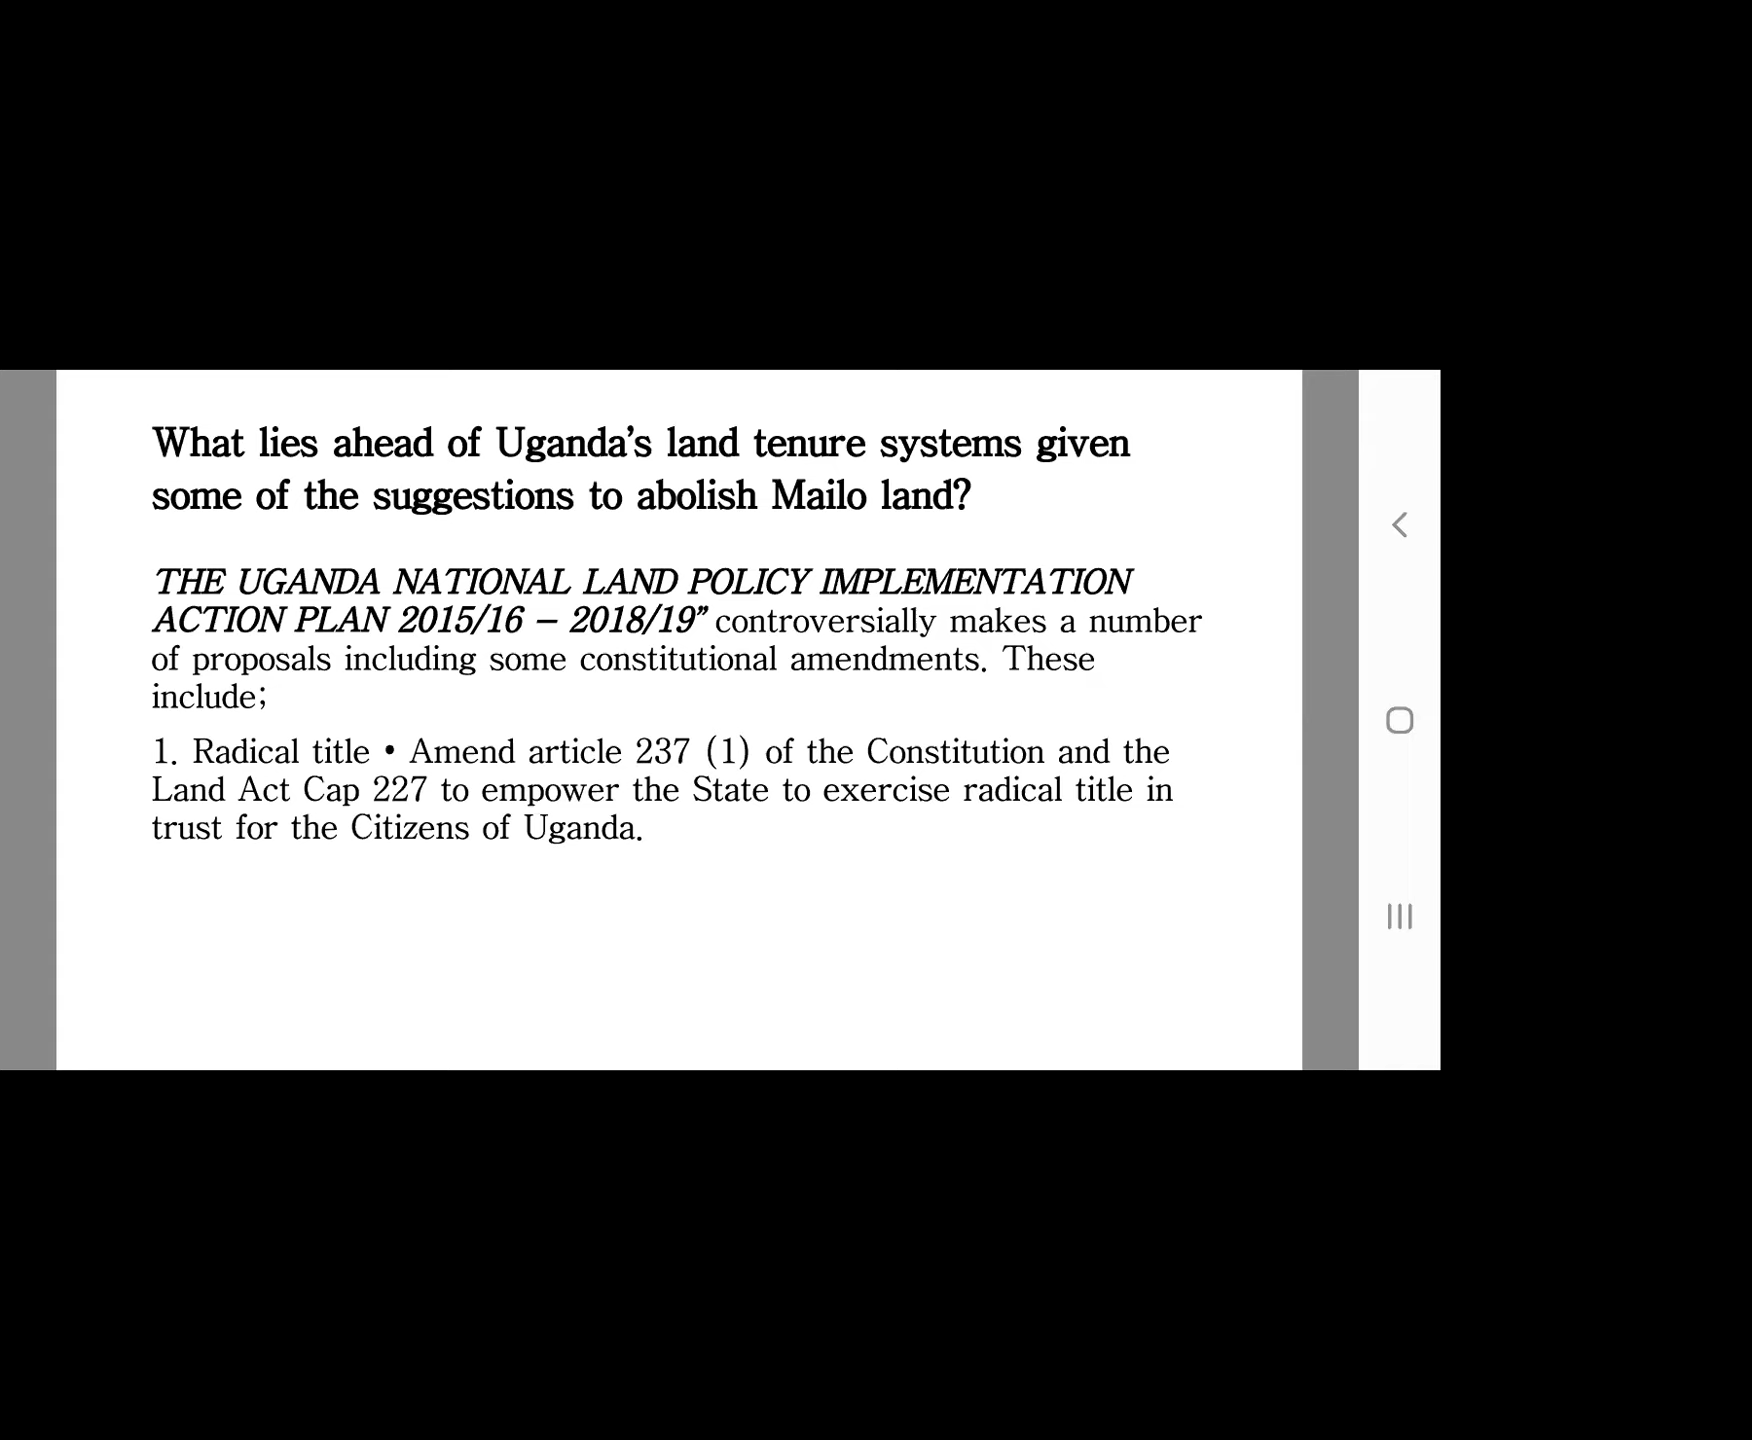 What lies ahead of Uganda’s land tenure systems given
some of the suggestions to abolish Mailo land?
THE UGANDA NATIONAL LAND POLICY IMPLEMENTATION
ACTION PLAN 2015/16 – 2018/19” controversially makes a number
of proposals including some constitutional amendments. These
include;
1. Radical title • Amend article 237 (1) of the Constitution and the
Land Act Cap 227 to empower the State to exercise radical title in
trust for the Citizens of Uganda.